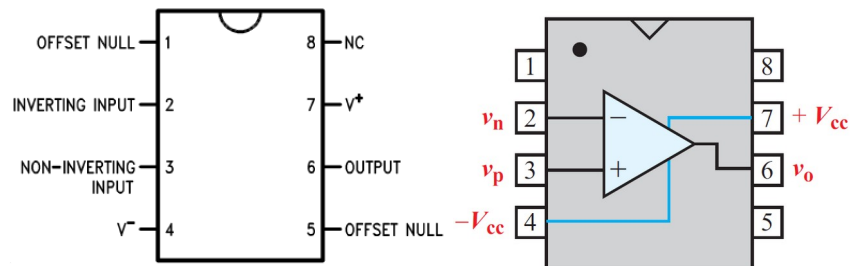 OFFSET NULL 1 8 NC
INVERTING INPUT 2 7 V+
NON-INVERTING 3 6 OUTPUT
INPUT
V- 4 5 OFFSET NULL
1 8
vn 2 − 7 + Vcc
vp 3 + 6 vo
−Vcc 4 5